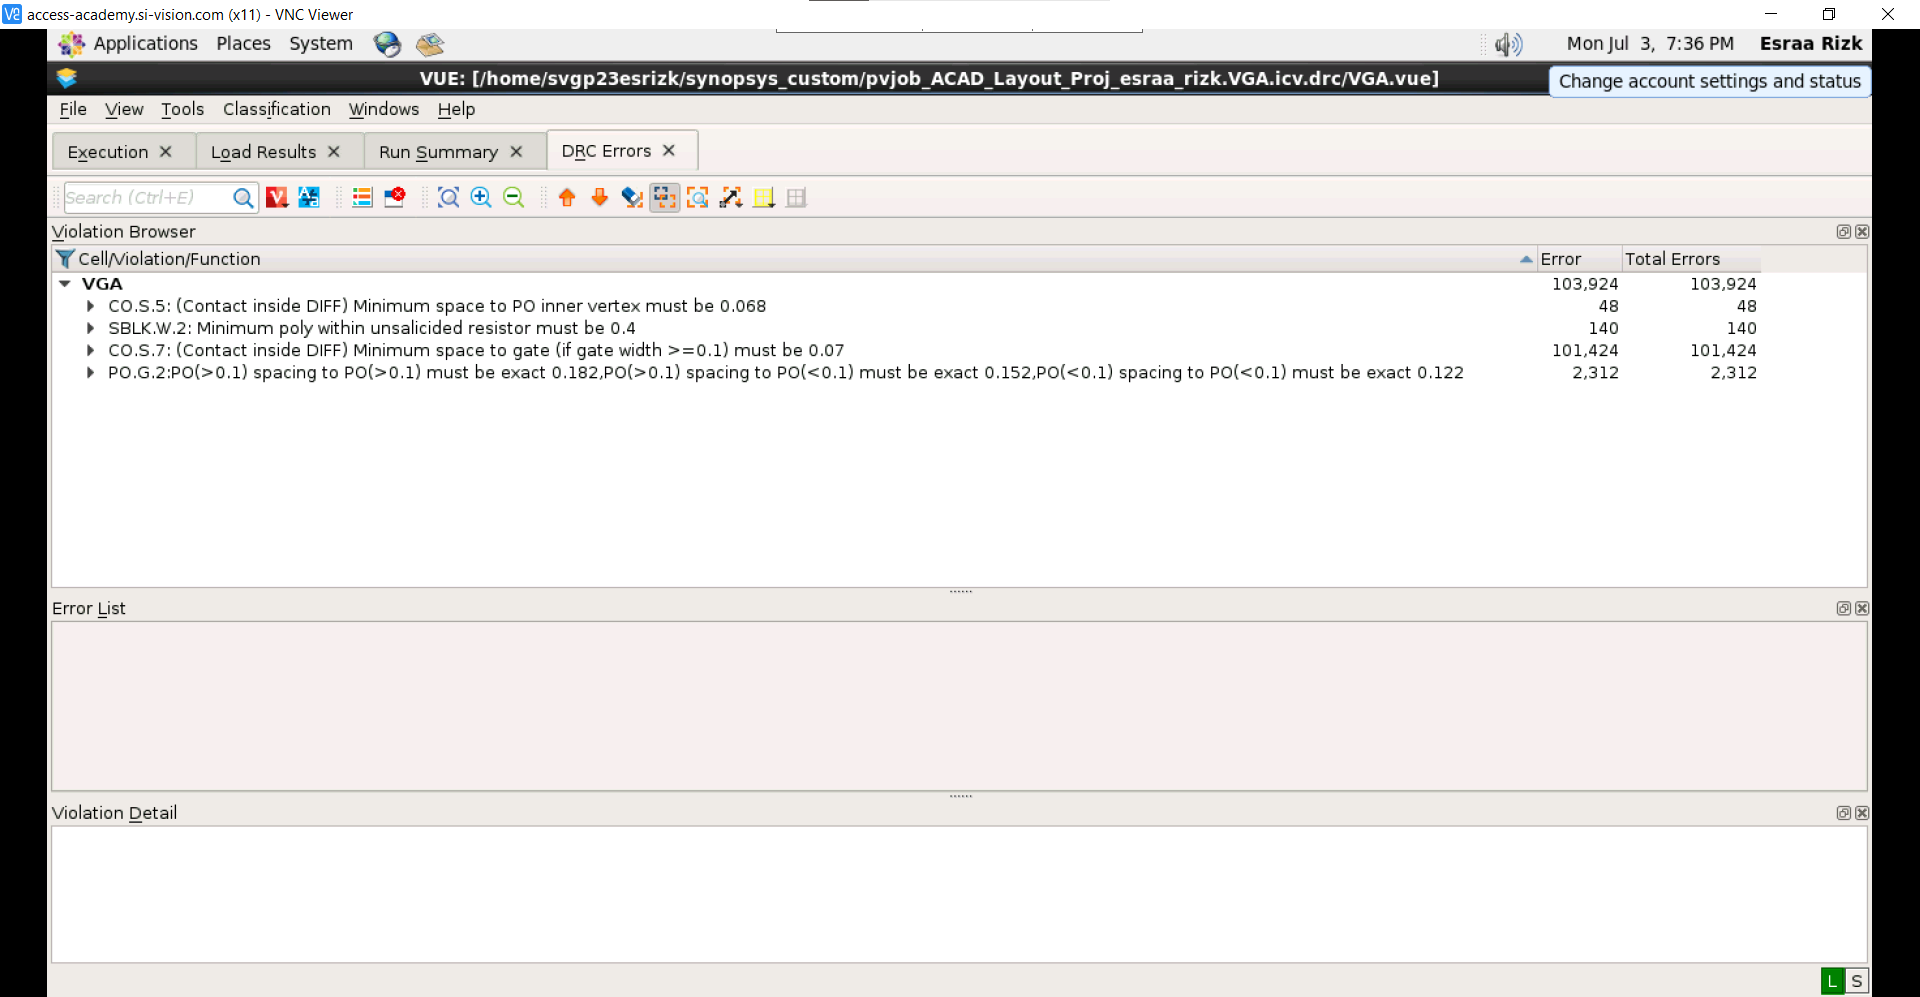 access-academy.si-vision.com (x11) - VNC Viewer
Applications Places System Mon Jul 3, 7:36 PM Esraa Rizk
VUE: [/home/svgp23esrizk/synopsys_custom/pvjob_ACAD_Layout_Proj_esraa_rizk.VGA.icv.drc/VGA.vue]
Change account settings and status
File View Tools Classification Windows Help
Execution Load Results Run Summary DRC Errors
Search (Ctrl+E)
Violation Browser
Cell/Violation/Function Error Total Errors
VGA 103,924 103,924
CO.S.5: (Contact inside DIFF) Minimum space to PO inner vertex must be 0.068 48 48
SBLK.W.2: Minimum poly within unsalicided resistor must be 0.4 140 140
CO.S.7: (Contact inside DIFF) Minimum space to gate (if gate width >=0.1) must be 0.07 101,424 101,424
PO.G.2:PO(>0.1) spacing to PO(>0.1) must be exact 0.182,PO(>0.1) spacing to PO(<0.1) must be exact 0.152,PO(<0.1) spacing to PO(<0.1) must be exact 0.122 2,312 2,312
Error List
Violation Detail
L S